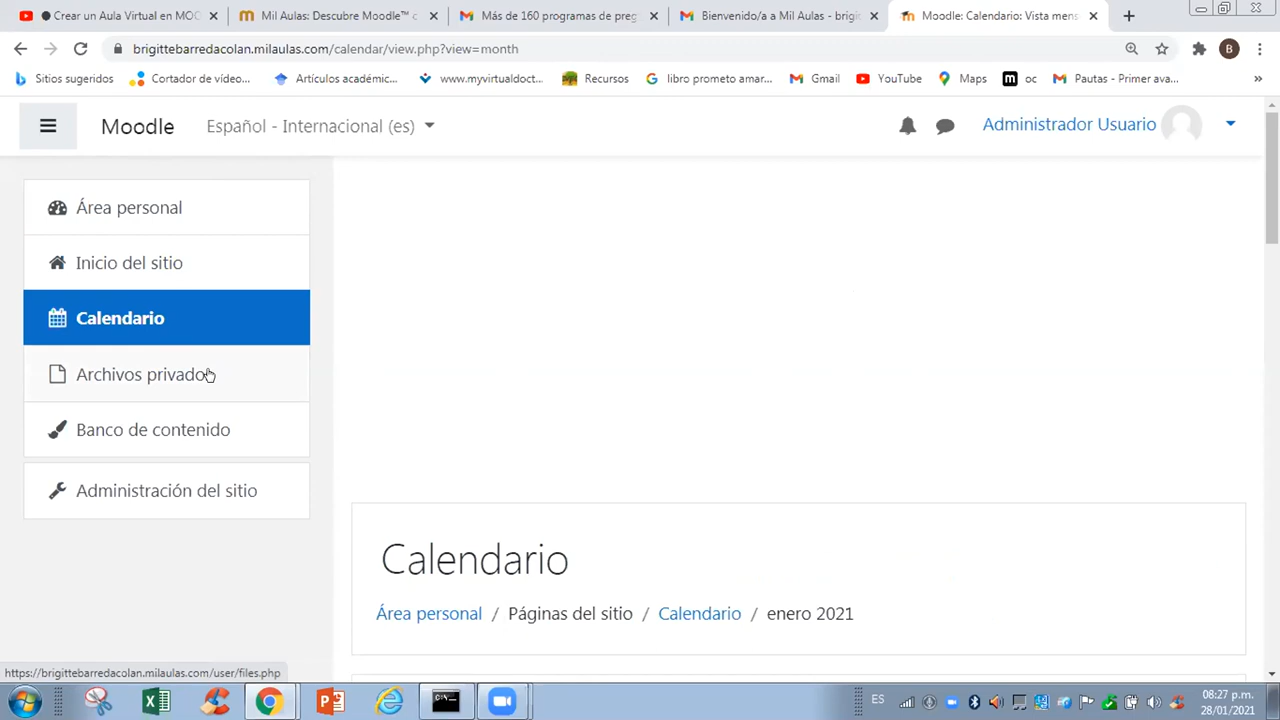 Crear un Aula Virtual en MOO
Mil Aulas: Descubre Moodle™ c
Más de 160 programas de preg
Bienvenido/a a Mil Aulas - brigit
Moodle: Calendario: Vista mens
brigittebarredacolan.milaulas.com/calendar/view.php?view=month
B
Sitios sugeridos
Cortador de vídeo...
Artículos académic...
www.myvirtualdoct...
Recursos
libro prometo amar...
Gmail
YouTube
Maps
oc
Pautas - Primer ava...
Moodle
Español - Internacional (es)
Administrador Usuario
Área personal
Inicio del sitio
Calendario
Archivos privados
Banco de contenido
Administración del sitio
Calendario
Área personal / Páginas del sitio / Calendario / enero 2021
https://brigittebarredacolan.milaulas.com/user/files.php
ES
08:27 p.m.
28/01/2021